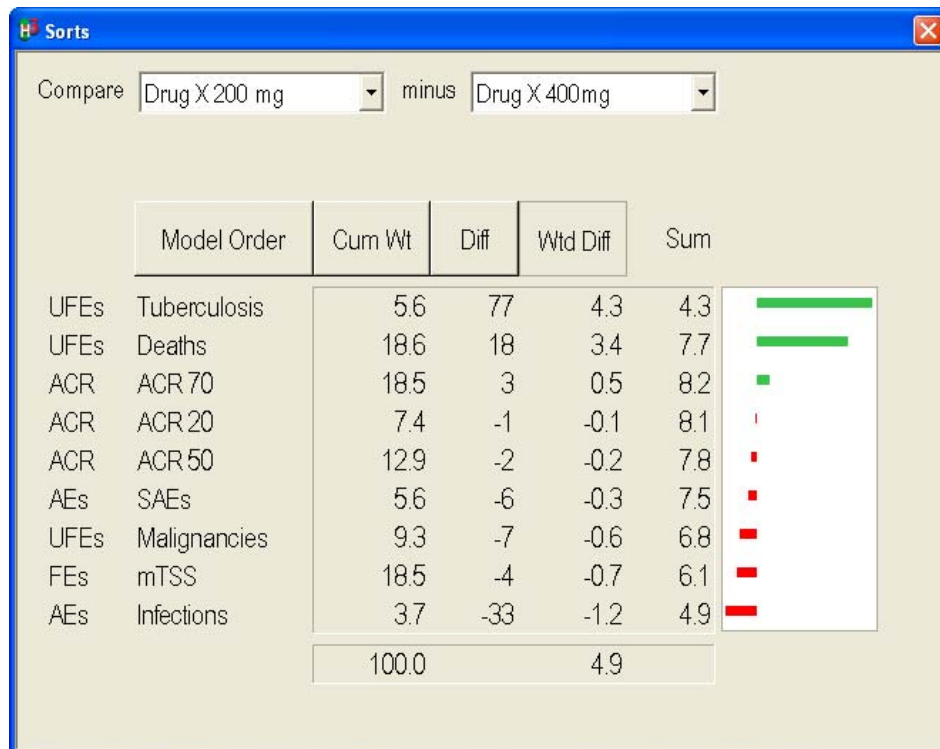 H3 Sorts
Compare Drug X 200 mg minus Drug X 400mg
Model Order Cum Wt Diff Wtd Diff Sum
UFEs Tuberculosis 5.6 77 4.3 4.3
UFEs Deaths 18.6 18 3.4 7.7
ACR ACR 70 18.5 3 0.5 8.2
ACR ACR 20 7.4 -1 -0.1 8.1
ACR ACR 50 12.9 -2 -0.2 7.8
AEs SAEs 5.6 -6 -0.3 7.5
UFEs Malignancies 9.3 -7 -0.6 6.8
FEs mTSS 18.5 -4 -0.7 6.1
AEs Infections 3.7 -33 -1.2 4.9
100.0 4.9